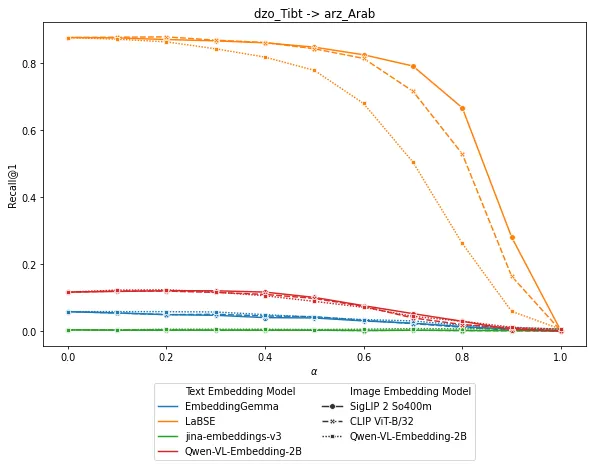 dzo_Tibt -> arz_Arab
Recall@1
0.8
0.6
0.4
0.2
0.0
0.0 0.2 0.4 0.6 0.8 1.0
α
Text Embedding Model Image Embedding Model
EmbeddingGemma SigLIP 2 So400m
LaBSE CLIP ViT-B/32
jina-embeddings-v3 Qwen-VL-Embedding-2B
Qwen-VL-Embedding-2B